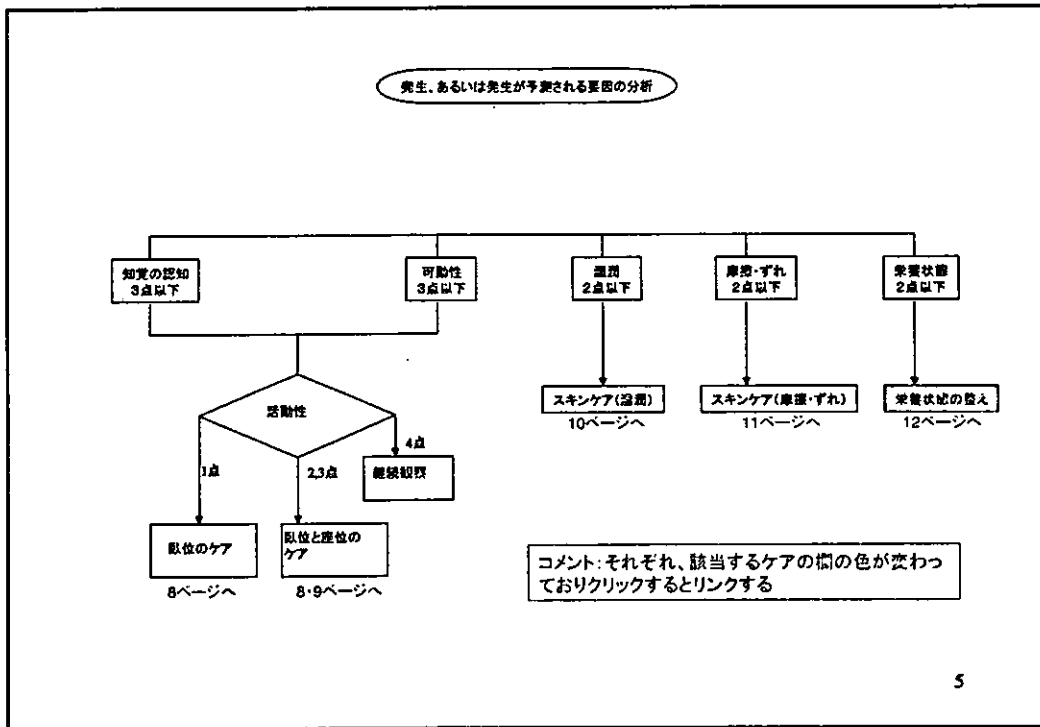 発生、あるいは発生が予測される要因の分析
知覚の認知
3点以下
可動性
3点以下
湿潤
2点以下
摩擦・ずれ
2点以下
栄養状態
2点以下
活動性
1点
2,3点
4点
継続観察
臥位のケア
8ページへ
臥位と座位の
ケア
8・9ページへ
スキンケア(湿潤)
10ページへ
スキンケア(摩擦・ずれ)
11ページへ
栄養状態の整え
12ページへ
コメント:それぞれ、該当するケアの欄の色が変わっ
ておりクリックするとリンクする
5